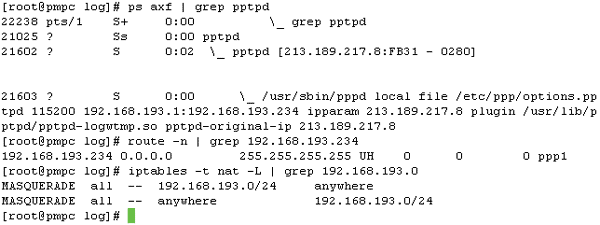 [root@pmpc log]# ps axf | grep pptpd
22238 pts/1 S+ 0:00 \_ grep pptpd
21025 ? Ss 0:00 pptpd
21602 ? S 0:02 \_ pptpd [213.189.217.8:FB31 - 0280]
21603 ? S 0:00 \_ /usr/sbin/pppd local file /etc/ppp/options.pp
tpd 115200 192.168.193.1:192.168.193.234 ipparam 213.189.217.8 plugin /usr/lib/p
ptpd/pptpd-logwtmp.so pptpd-original-ip 213.189.217.8
[root@pmpc log]# route -n | grep 192.168.193.234
192.168.193.234 0.0.0.0 255.255.255.255 UH 0 0 0 ppp1
[root@pmpc log]# iptables -t nat -L | grep 192.168.193.0
MASQUERADE all -- 192.168.193.0/24 anywhere
MASQUERADE all -- anywhere 192.168.193.0/24
[root@pmpc log]#